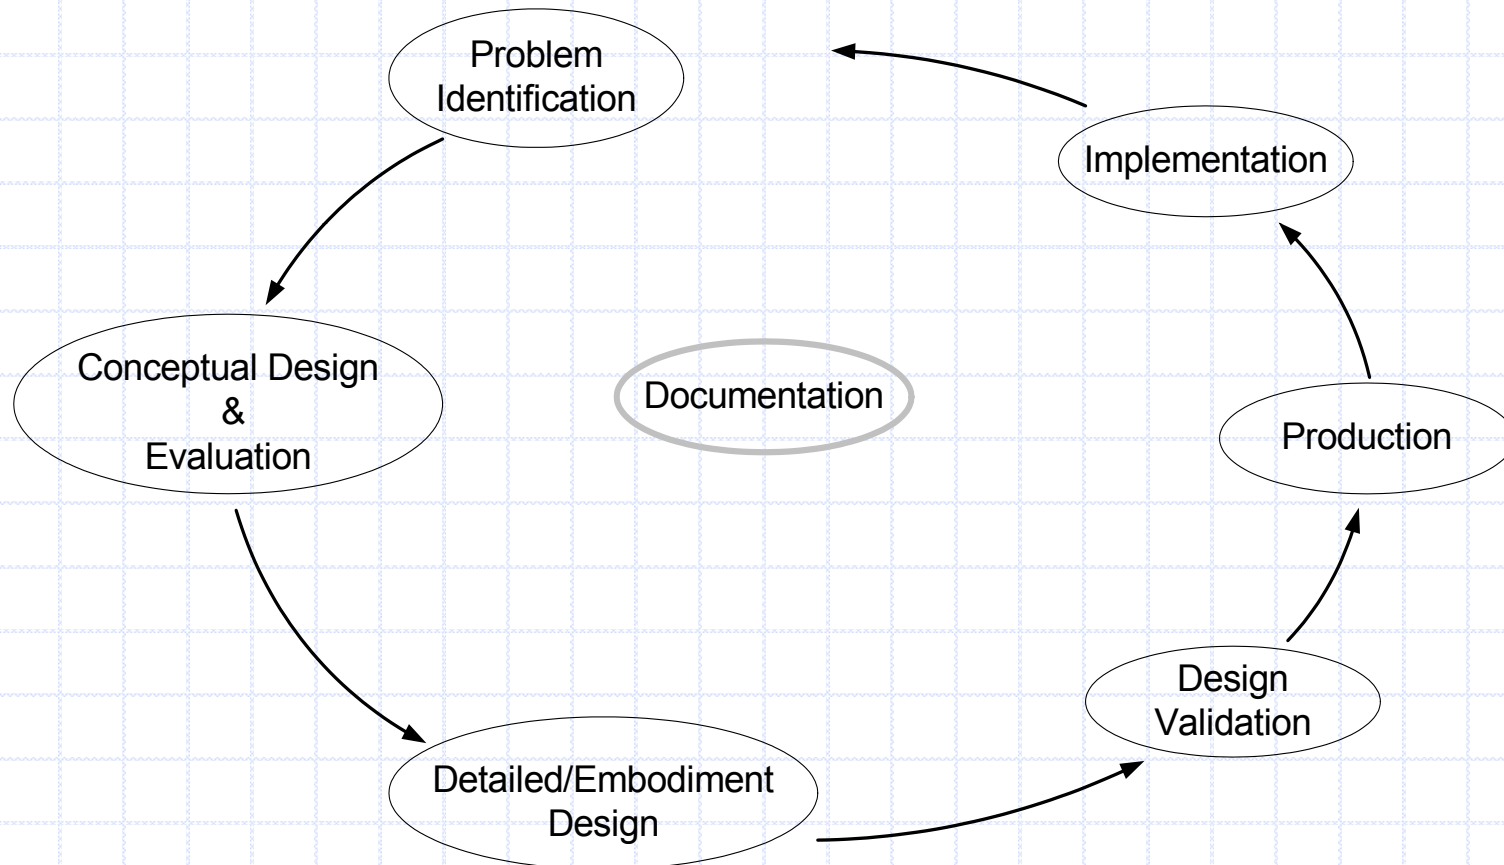 Problem
Identification
Implementation
Conceptual Design
&
Evaluation
Documentation
Production
Design
Validation
Detailed/Embodiment
Design